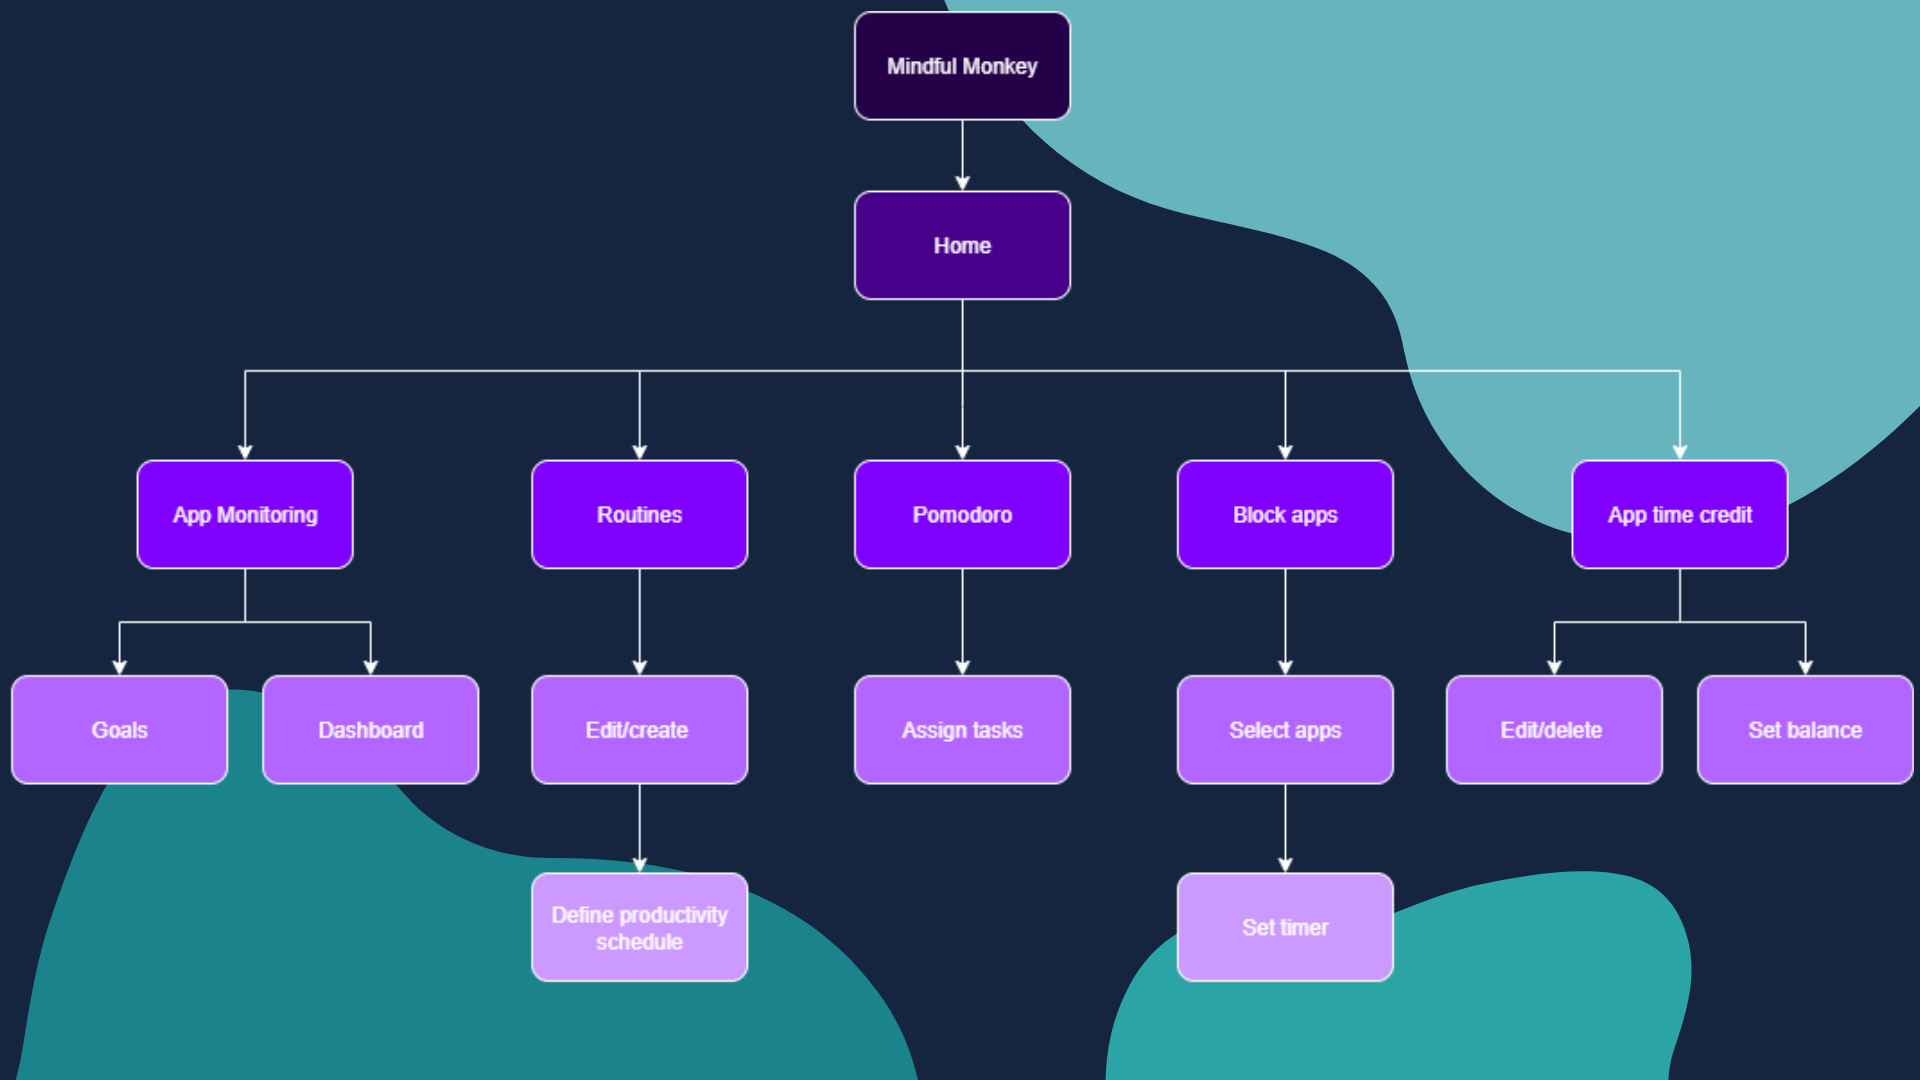 Mindful Monkey
Home
App Monitoring
Routines
Pomodoro
Block apps
App time credit
Goals
Dashboard
Edit/create
Assign tasks
Select apps
Edit/delete
Set balance
Define productivity
schedule
Set timer